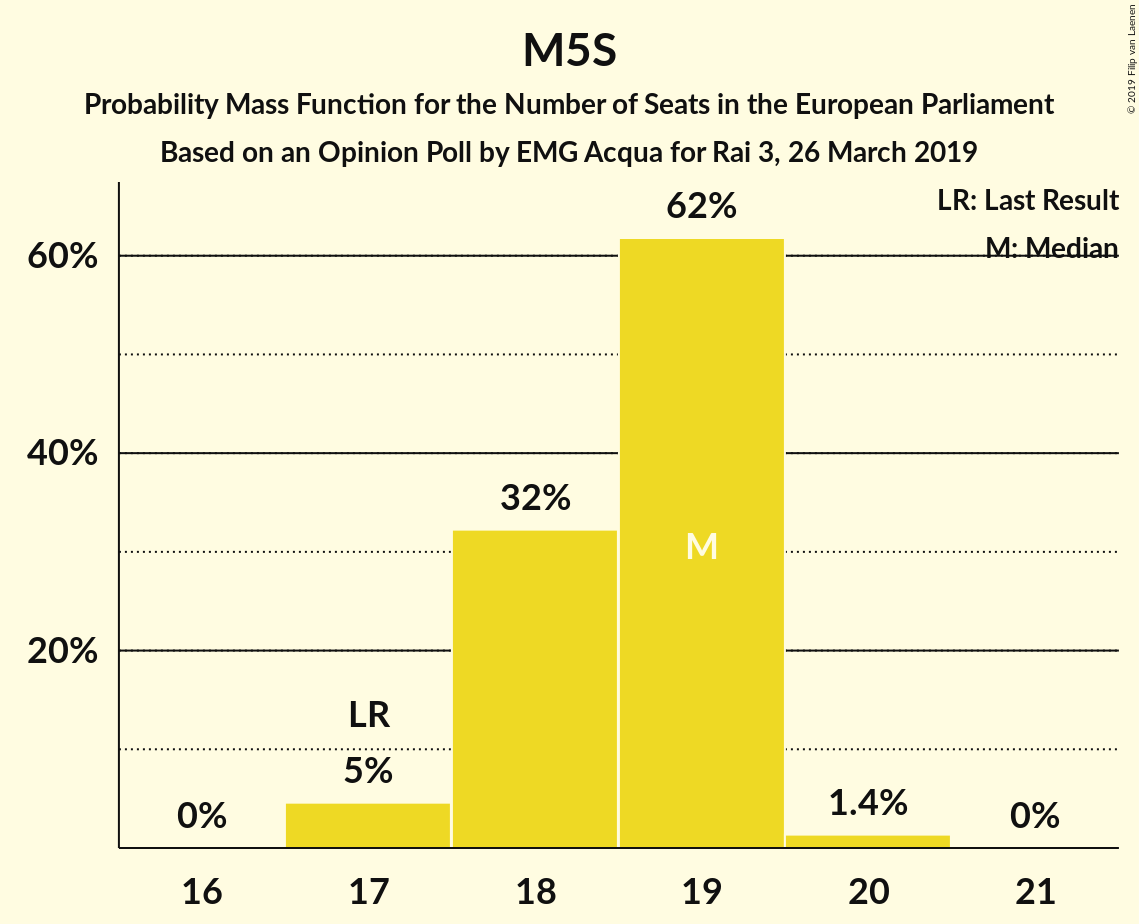 M5S
Probability Mass Function for the Number of Seats in the European Parliament
Based on an Opinion Poll by EMG Acqua for Rai 3, 26 March 2019
© 2019 Filip van Laenen
LR: Last Result
M: Median
60%
40%
20%
0%
LR
5%
32%
62%
M
1.4%
0%
16 17 18 19 20 21